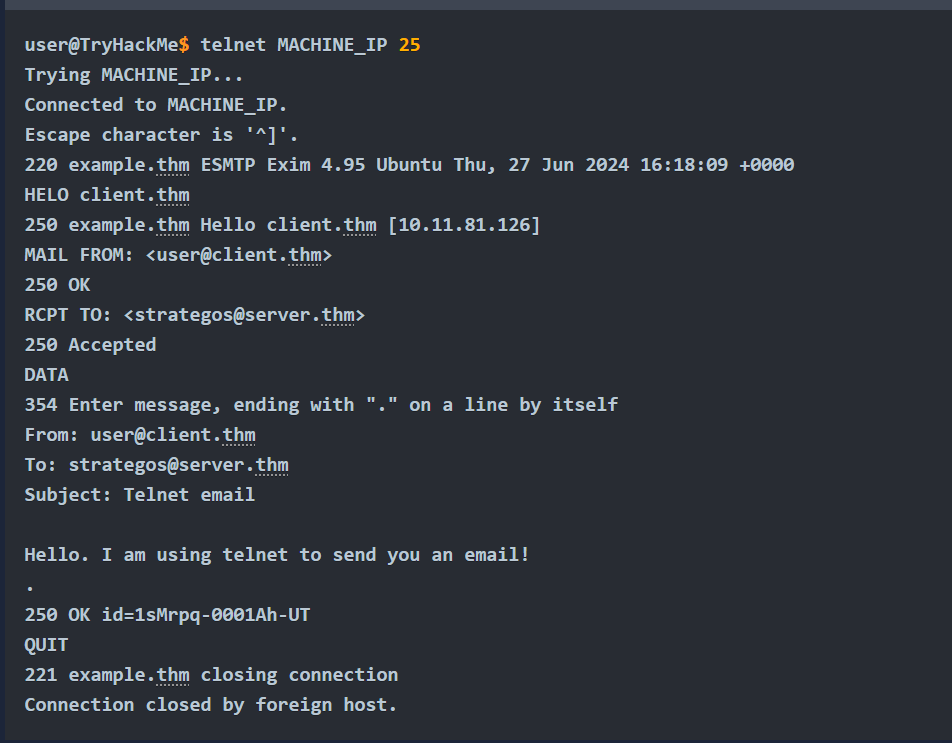 user@TryHackMe$ telnet MACHINE_IP 25
Trying MACHINE_IP...
Connected to MACHINE_IP.
Escape character is '^]'.
220 example.thm ESMTP Exim 4.95 Ubuntu Thu, 27 Jun 2024 16:18:09 +0000
HELO client.thm
250 example.thm Hello client.thm [10.11.81.126]
MAIL FROM: <user@client.thm>
250 OK
RCPT TO: <strategos@server.thm>
250 Accepted
DATA
354 Enter message, ending with "." on a line by itself
From: user@client.thm
To: strategos@server.thm
Subject: Telnet email

Hello. I am using telnet to send you an email!
.
250 OK id=1sMrpq-0001Ah-UT
QUIT
221 example.thm closing connection
Connection closed by foreign host.